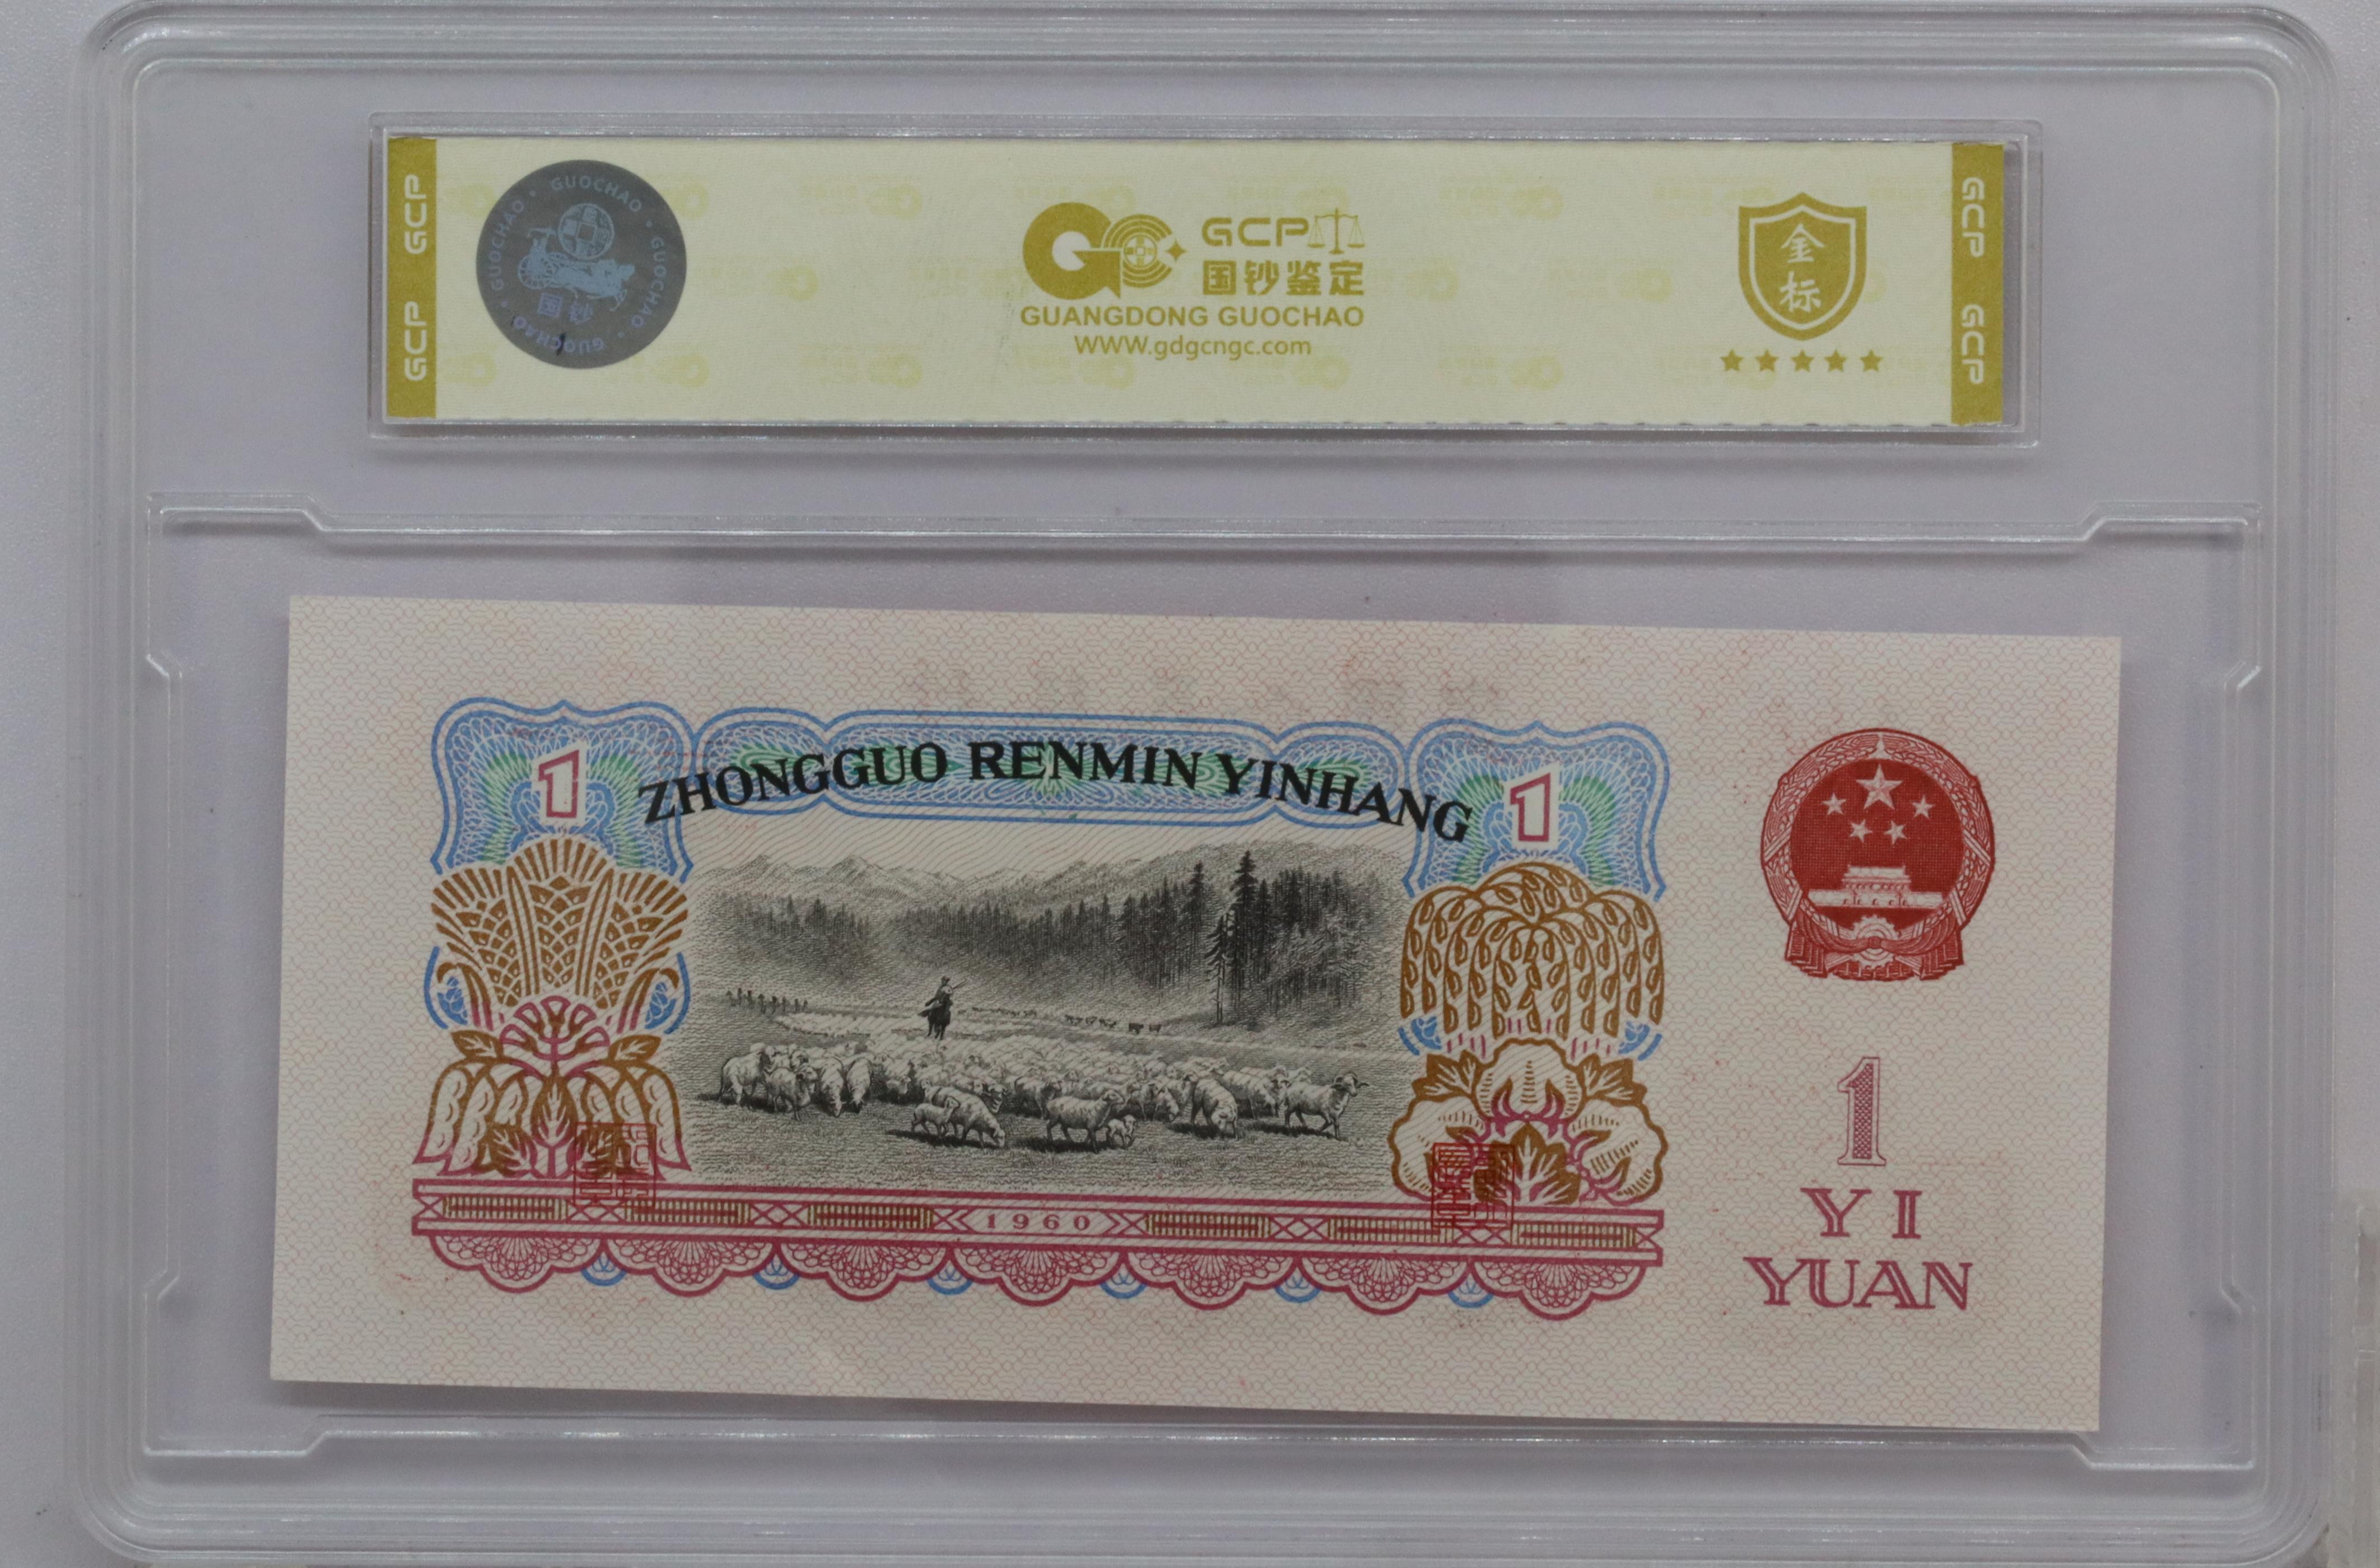 GCP
GCP
GUOCHAO · GUOCHAO · GUOCHAO · GUOCHAO
国钞
GC
GCP
国钞鉴定
GUANGDONG GUOCHAO
WWW.gdgcngc.com
金
标
GCP
GCP
1
ZHONGGUO RENMIN YINHANG
1
1
YI
YUAN
1960